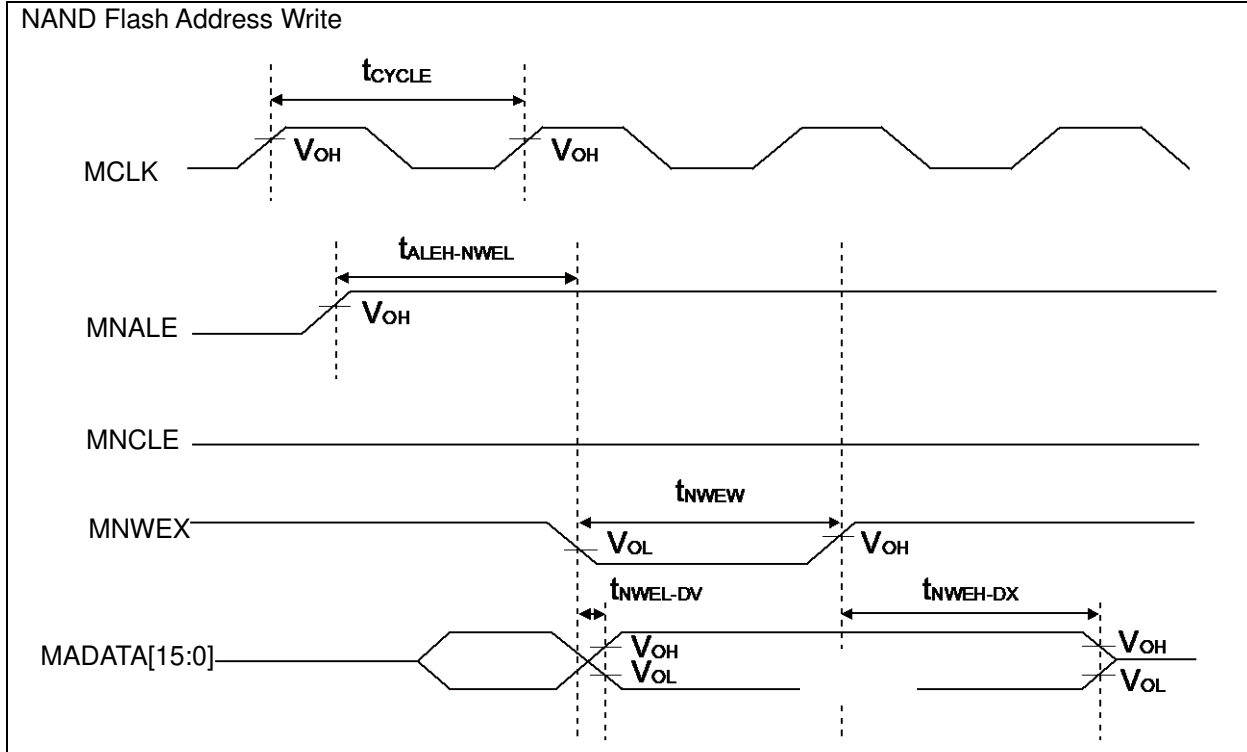 NAND Flash Address Write
tCYCLE
VOH
VOH
MCLK
tALEH-NWEL
VOH
MNALE
MNCLE
tNWEW
MNWEX
VOL
VOH
tNWEL-DV
tNWEH-DX
VOH
VOH
MADATA[15:0]
VOL
VOL